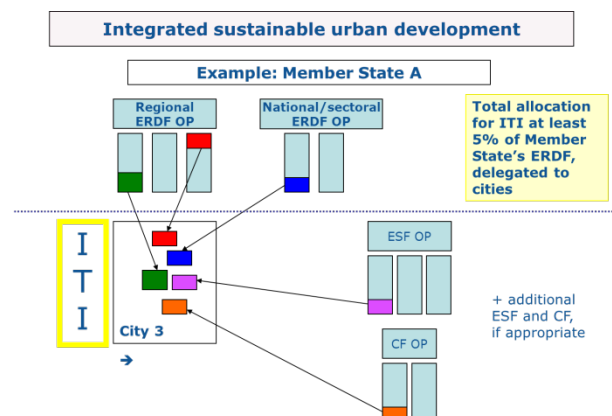 Integrated sustainable urban development
Example: Member State A
Regional
ERDF OP
National/sectoral
ERDF OP
Total allocation
for ITI at least
5% of Member
State's ERDF,
delegated to
cities
I
T
I
City 3
➔
ESF OP
+ additional
ESF and CF,
if appropriate
CF OP